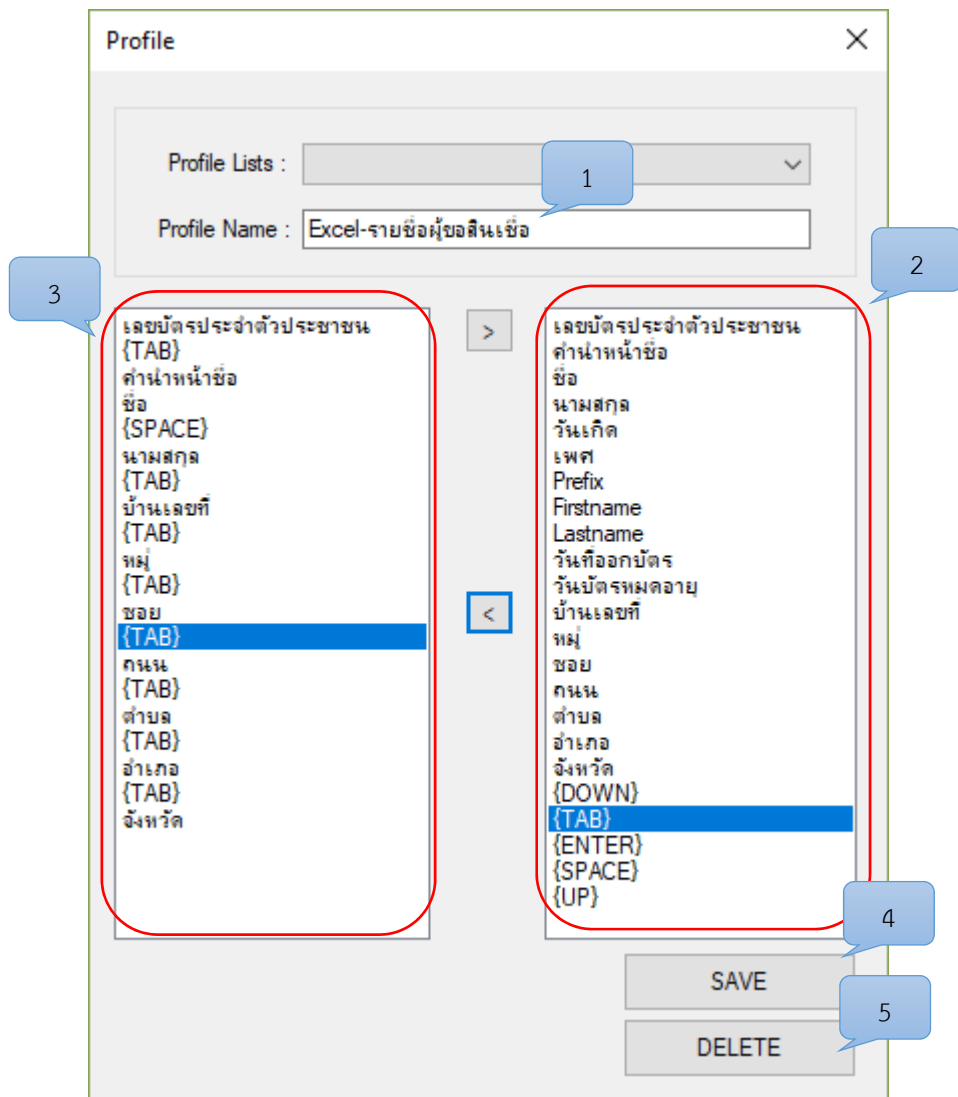 Profile
Profile Lists :
1
Profile Name : Excel-รายชื่อผู้ขอสินเชื่อ
2
3
เลขบัตรประจำตัวประชาชน
{TAB}
คำนำหน้าชื่อ
ชื่อ
{SPACE}
นามสกุล
{TAB}
บ้านเลขที่
{TAB}
หมู่
{TAB}
ซอย
{TAB}
ถนน
{TAB}
ตำบล
{TAB}
อำเภอ
{TAB}
จังหวัด
>
<
เลขบัตรประจำตัวประชาชน
คำนำหน้าชื่อ
ชื่อ
นามสกุล
วันเกิด
เพศ
Prefix
Firstname
Lastname
วันที่ออกบัตร
วันบัตรหมดอายุ
บ้านเลขที่
หมู่
ซอย
ถนน
ตำบล
อำเภอ
จังหวัด
{DOWN}
{TAB}
{ENTER}
{SPACE}
{UP}
4
SAVE
5
DELETE